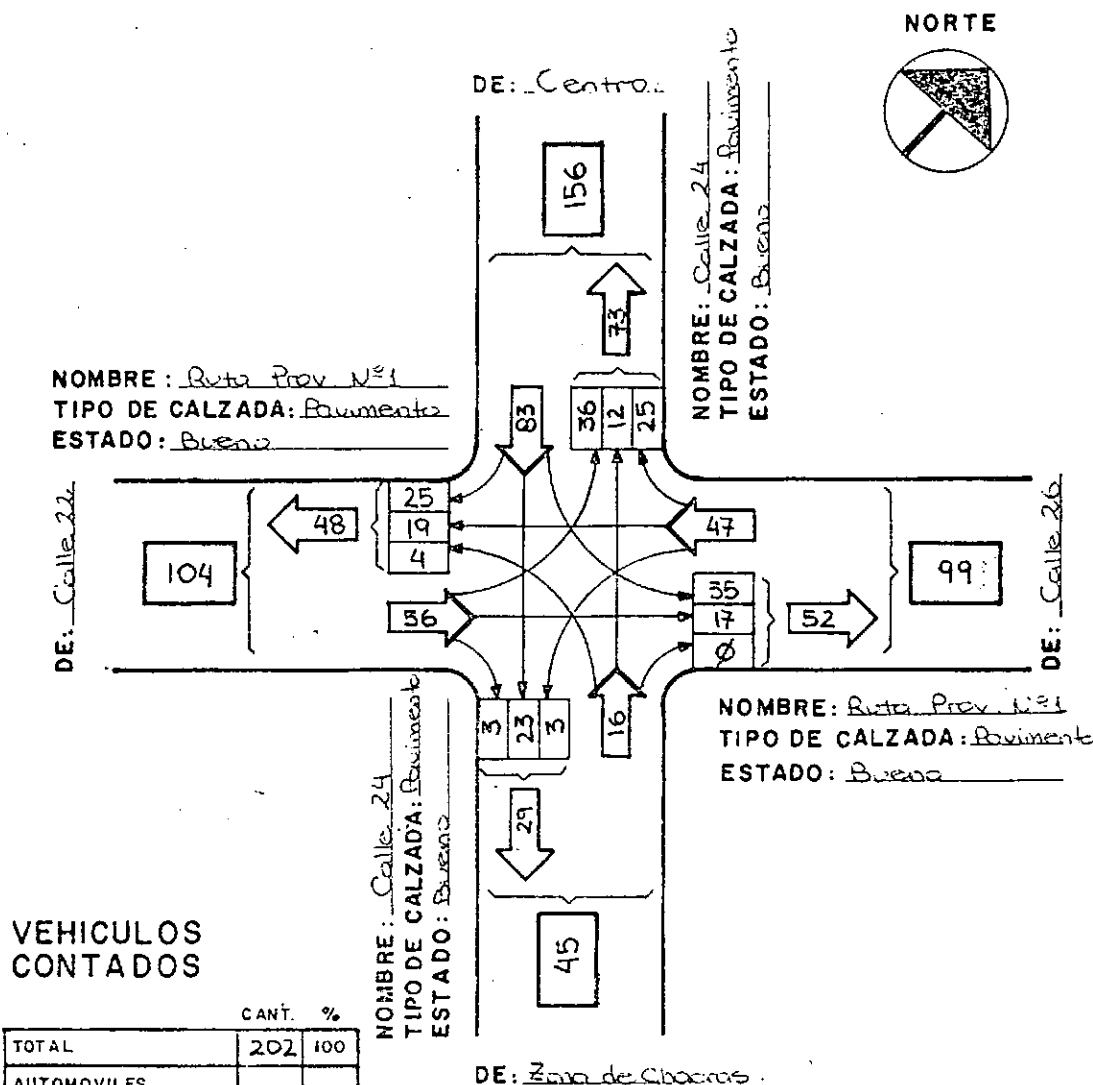 NORTE
DE: Centro
156
73
36 12 25
83
NOMBRE: Calle 24
TIPO DE CALZADA: Pavimento
ESTADO: Bueno
NOMBRE: Ruta Prov. Nº1
TIPO DE CALZADA: Pavimento
ESTADO: Bueno
DE: Calle 22
104
48
25
19
4
56
47
35
17
Ø
52
99
DE: Calle 26
3 23 3
16
29
45
NOMBRE: Calle 24
TIPO DE CALZADA: Pavimento
ESTADO: Bueno
NOMBRE: Ruta Prov. Nº1
TIPO DE CALZADA: Pavimento
ESTADO: Bueno
VEHICULOS
CONTADOS
CANT. %
TOTAL 202 100
AUTOMOVILES
DE: Zona de Chacras